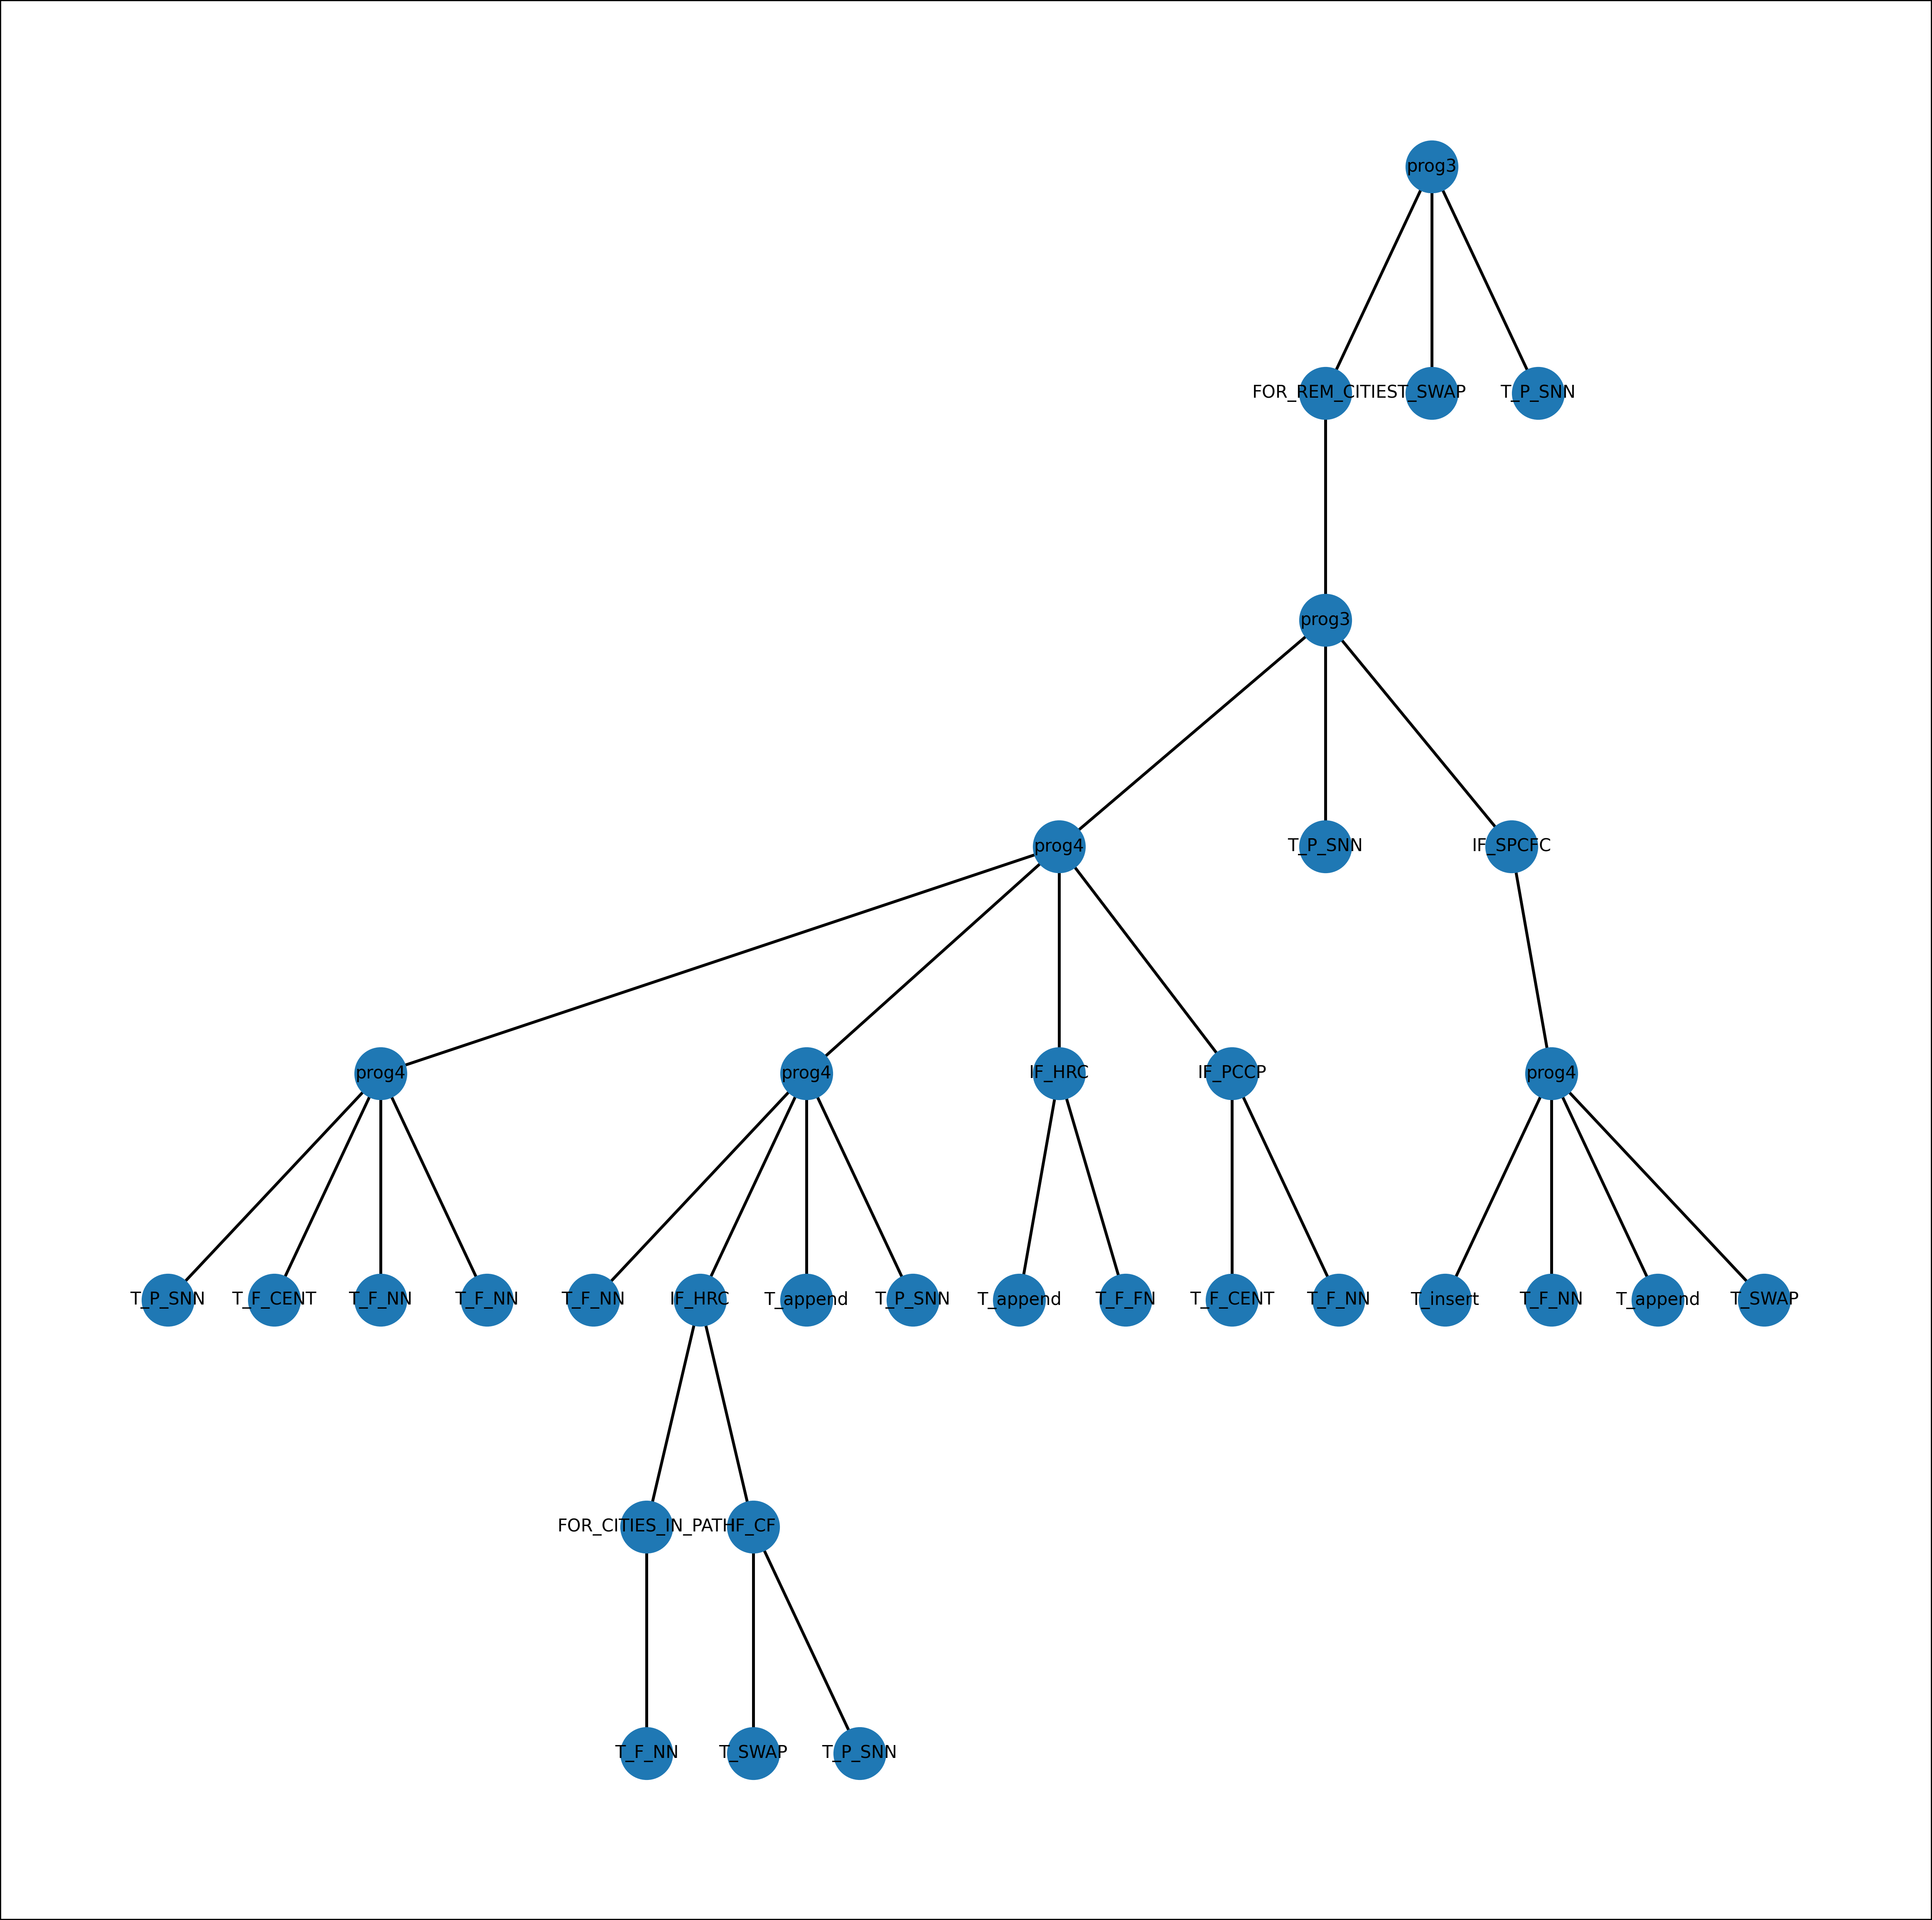 prog3
FOR_REM_CITIES T_SWAP T_P_SNN
prog3
prog4 T_P_SNN IF_SPCFC
prog4 prog4 IF_HRC IF_PCCP prog4
T_P_SNN T_F_CENT T_F_NN T_F_NN T_F_NN IF_HRC T_append T_P_SNN T_append T_F_FN T_F_CENT T_F_NN T_insert T_F_NN T_append T_SWAP
FOR_CITIES_IN_PATH IF_CF
T_F_NN T_SWAP T_P_SNN